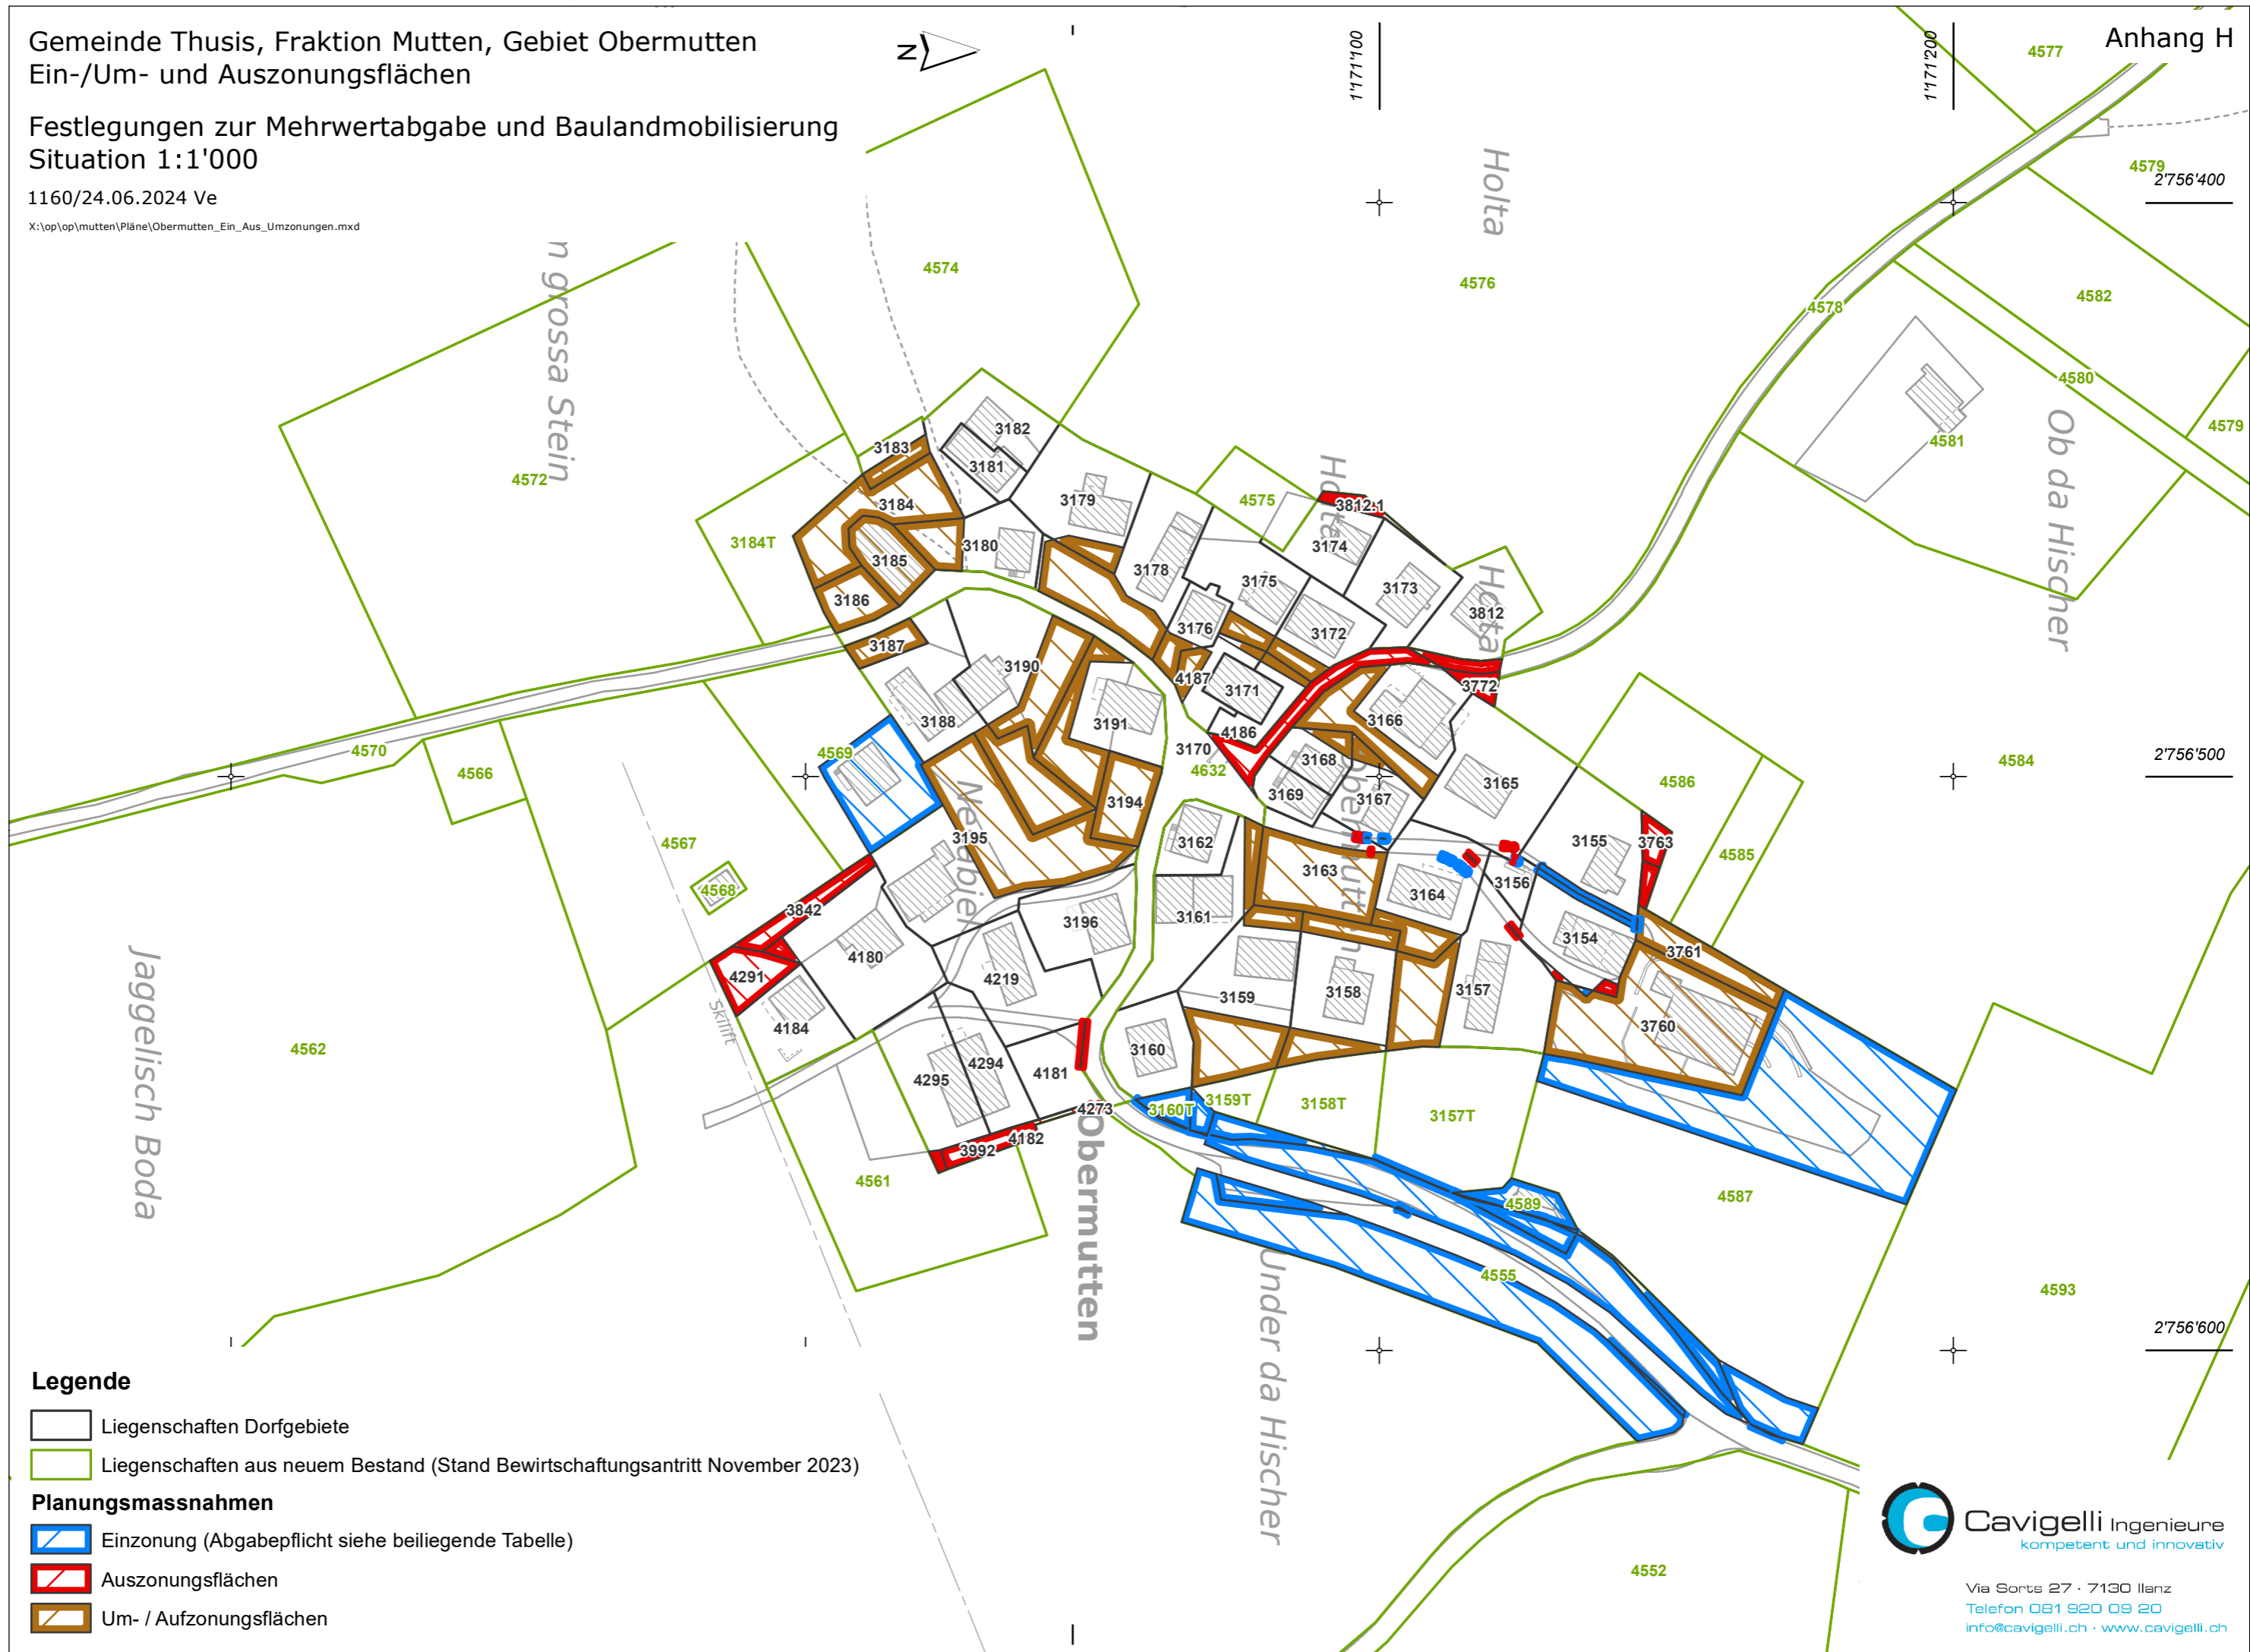 Gemeinde Thusis, Fraktion Mutten, Gebiet Obermutten
Ein-/Um- und Auszonungsflächen
Festlegungen zur Mehrwertabgabe und Baulandmobilisierung
Situation 1:1'000
1160/24.06.2024 Ve
X:\op\op\mutten\Pläne\Obermutten_Ein_Aus_Umzonungen.mxd
N
1'171'100
1'171'200
Anhang H
4577
4579
2'756'400
Holta
4574
4576
n grossa Stein
4582
4578
4580
4579
4581
Ob da Hischer
4572
3182
3183
3181
3184
3179
4575
3812.1
Holta
3174
3184T
3180
3185
3178
3175
3173
3186
3812
Holta
3176
3172
3187
3190
4187
3171
3772
3188
3191
3166
4186
3170
4570
4569
4566
4632
3168
2'756'500
4584
4586
3165
3194
3169
3167
Obermutten
Neiabiel
3195
3162
3155
3763
4567
4585
4568
3163
3164
3156
3842
3196
3161
3154
3761
4180
4291
4219
3159
3158
3157
Jaggelisch Boda
Skilift
4184
3760
4562
3160
4294
4181
4295
4273
3160T
3159T
3158T
3157T
4182
3992
4561
Obermutten
4587
4589
4555
4593
Under da Hischer
2'756'600
4552
Legende
Liegenschaften Dorfgebiete
Liegenschaften aus neuem Bestand (Stand Bewirtschaftungsantritt November 2023)
Planungsmassnahmen
Einzonung (Abgabepflicht siehe beiliegende Tabelle)
Auszonungsflächen
Um- / Aufzonungsflächen
Cavigelli Ingenieure
kompetent und innovativ
Via Sorts 27 · 7130 Ilanz
Telefon 081 920 09 20
info@cavigelli.ch · www.cavigelli.ch